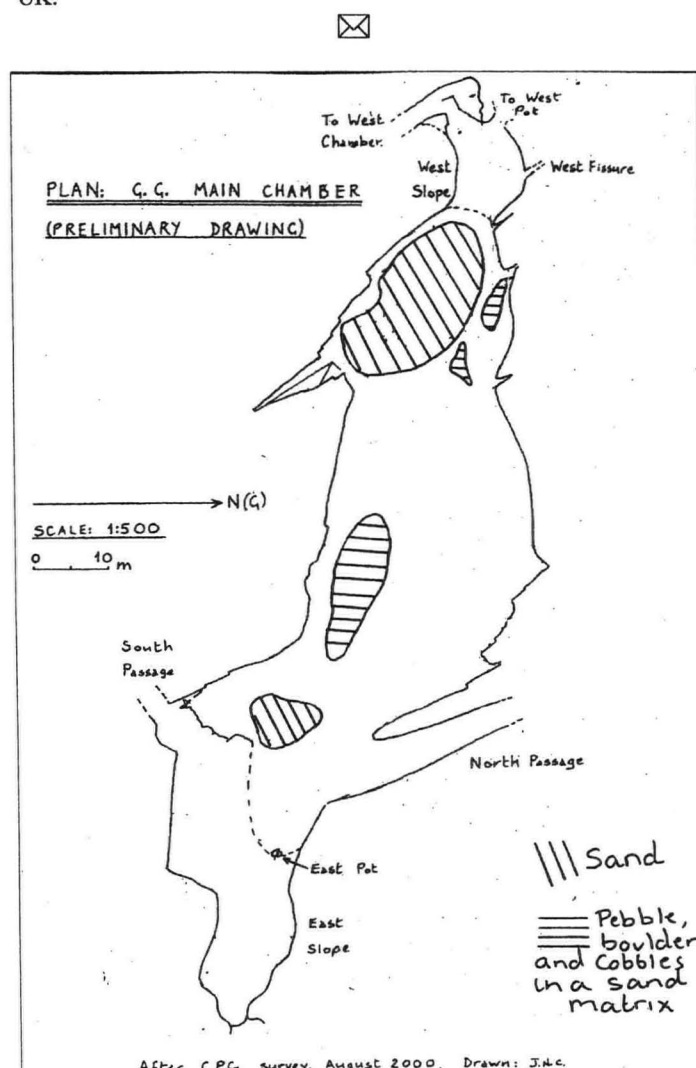 UK.
To West
Chamber
To West
Pot
West
Slope
West Fissure
PLAN: G.G. MAIN CHAMBER
(PRELIMINARY DRAWING)
N(G)
SCALE: 1:500
0 10 m
South
Passage
North Passage
East Pot
East
Slope
Sand
Pebble,
boulder
and Cobbles
in a sand
matrix
After C.P.C. survey, August 2000. Drawn: J.N.C.